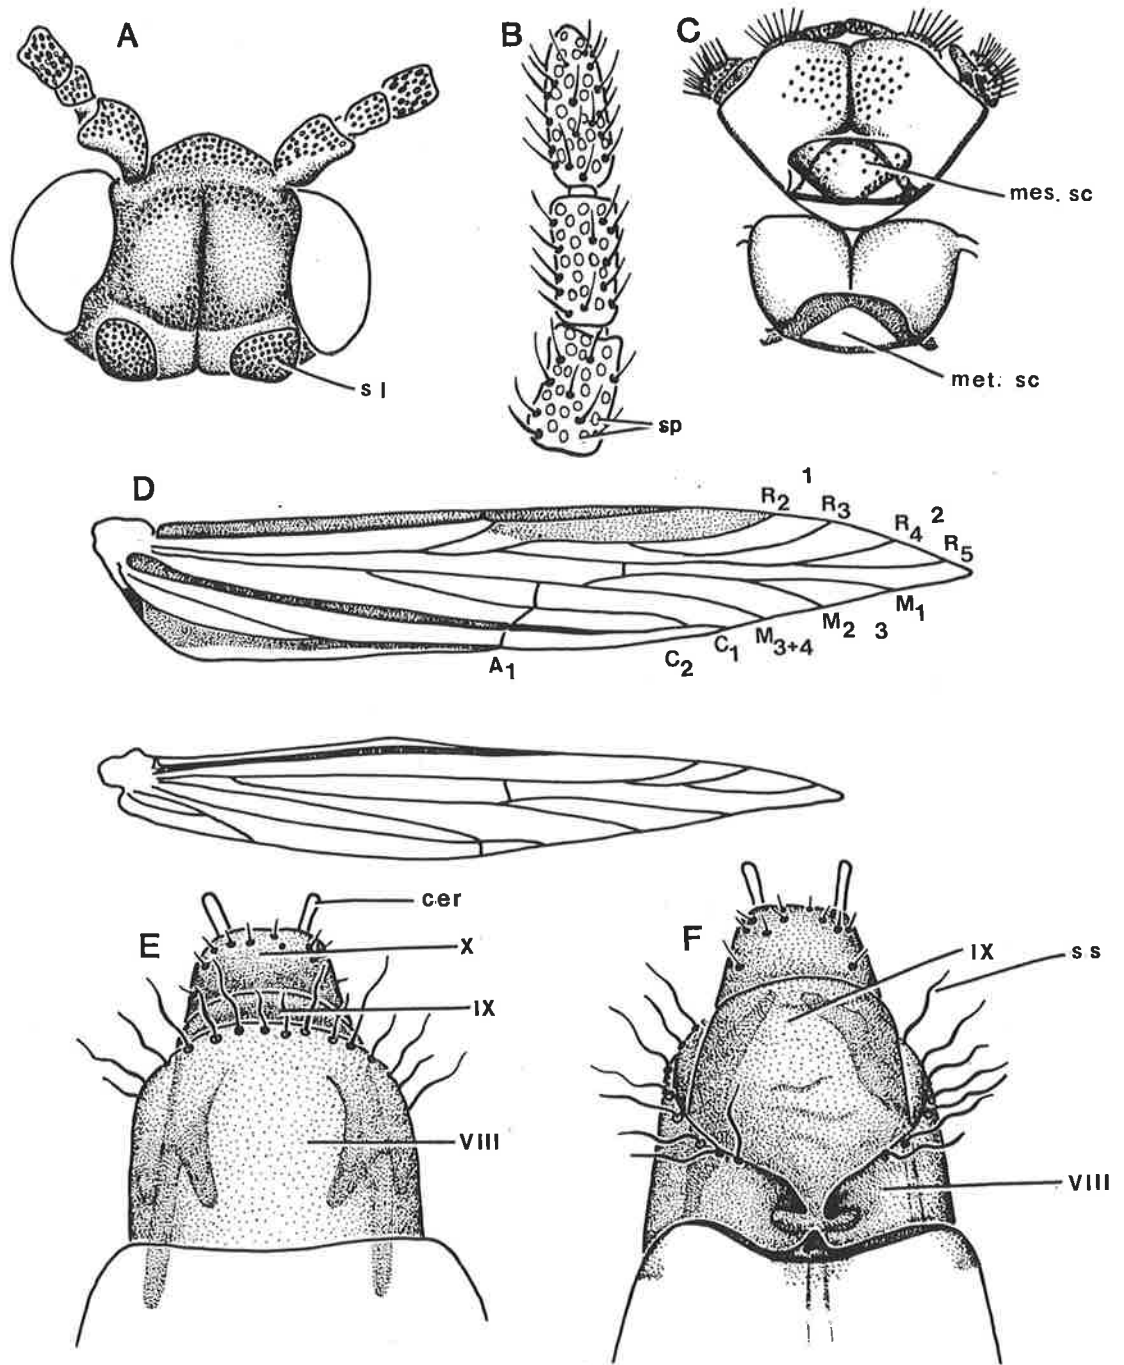 A
s l
B
sp
C
mes. sc
met. sc
D
R2 1 R3 R4 2 R5
A1 C2 C1 M3+4 M2 3 M1
E
cer
X
IX
VIII
F
IX
s s
VIII